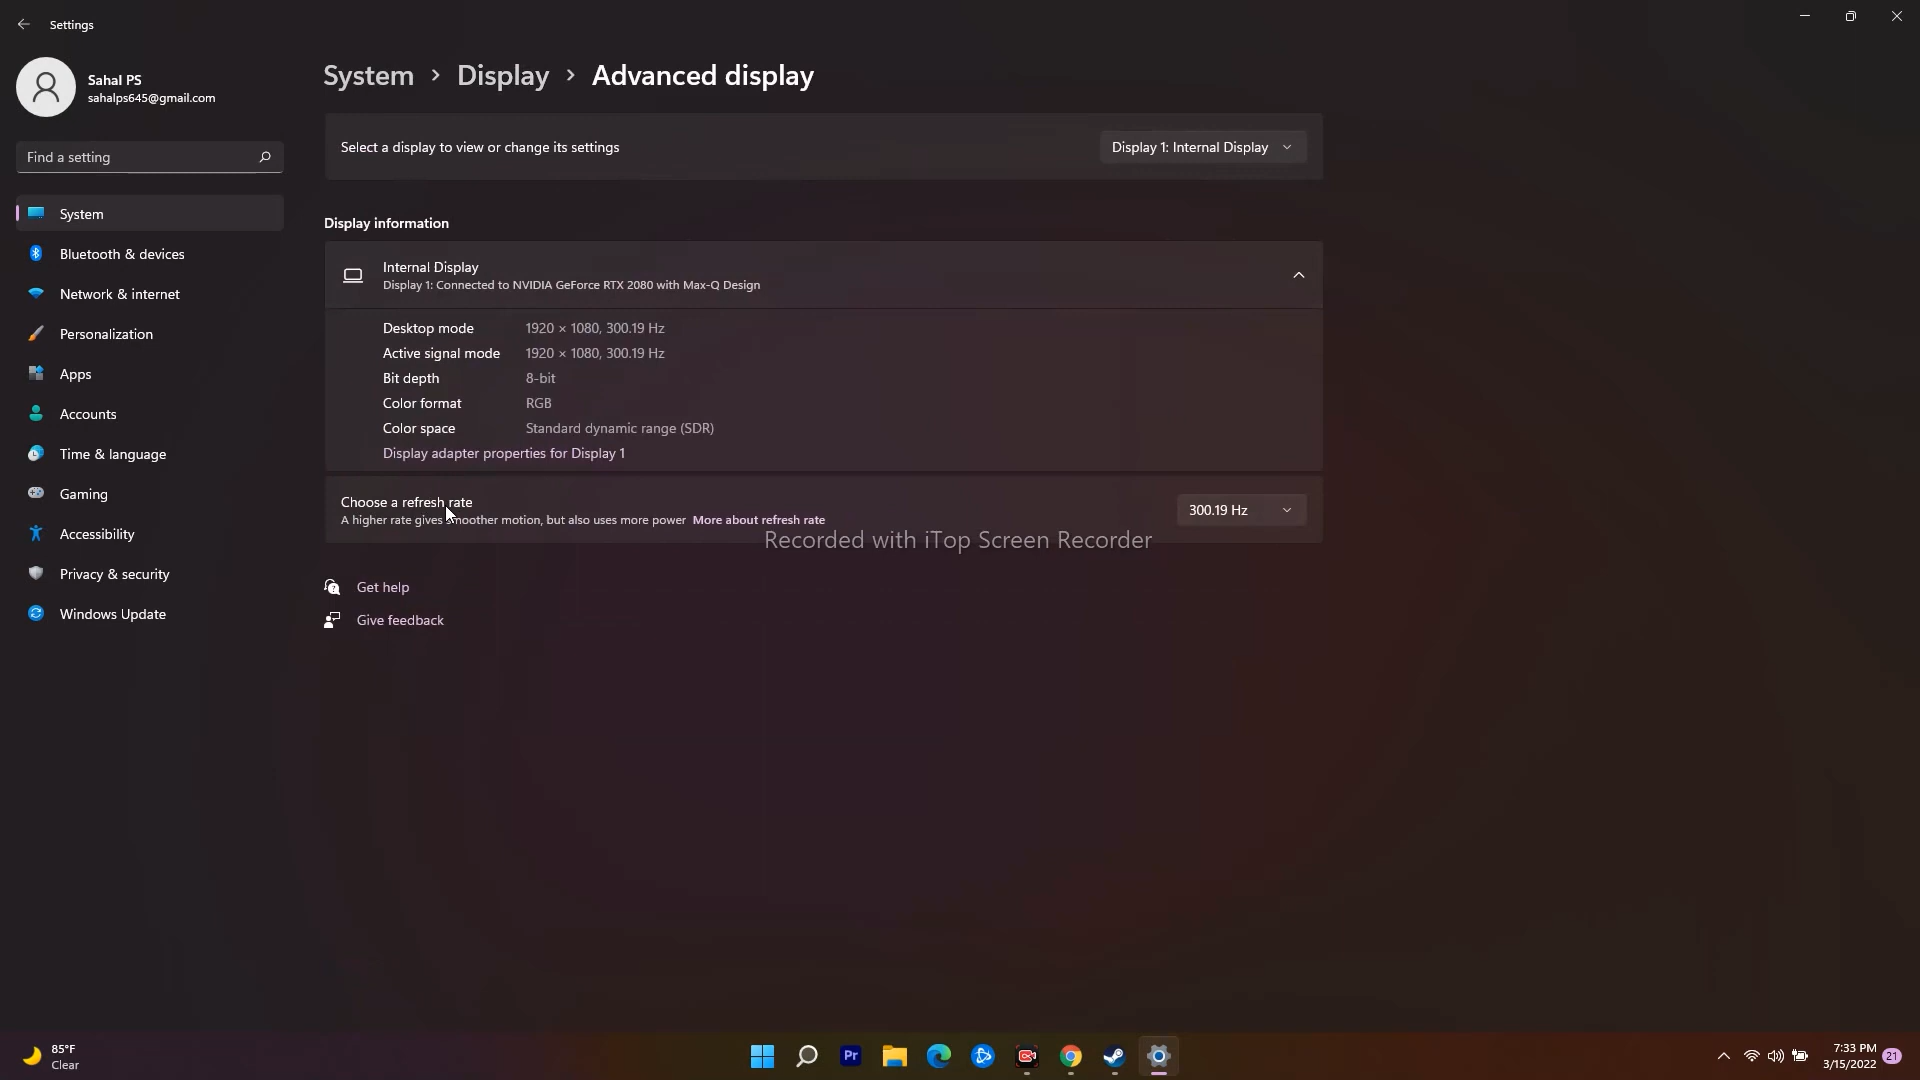 Settings
Sahal PS
sahalps645@gmail.com
Find a setting
System
Bluetooth & devices
Network & internet
Personalization
Apps
Accounts
Time & language
Gaming
Accessibility
Privacy & security
Windows Update
System > Display > Advanced display
Select a display to view or change its settings
Display 1: Internal Display
Display information
Internal Display
Display 1: Connected to NVIDIA GeForce RTX 2080 with Max-Q Design
Desktop mode 1920 × 1080, 300.19 Hz
Active signal mode 1920 × 1080, 300.19 Hz
Bit depth 8-bit
Color format RGB
Color space Standard dynamic range (SDR)
Display adapter properties for Display 1
Choose a refresh rate
A higher rate gives smoother motion, but also uses more power More about refresh rate
300.19 Hz
Recorded with iTop Screen Recorder
Get help
Give feedback
85°F
Clear
Pr
7:33 PM
3/15/2022
21